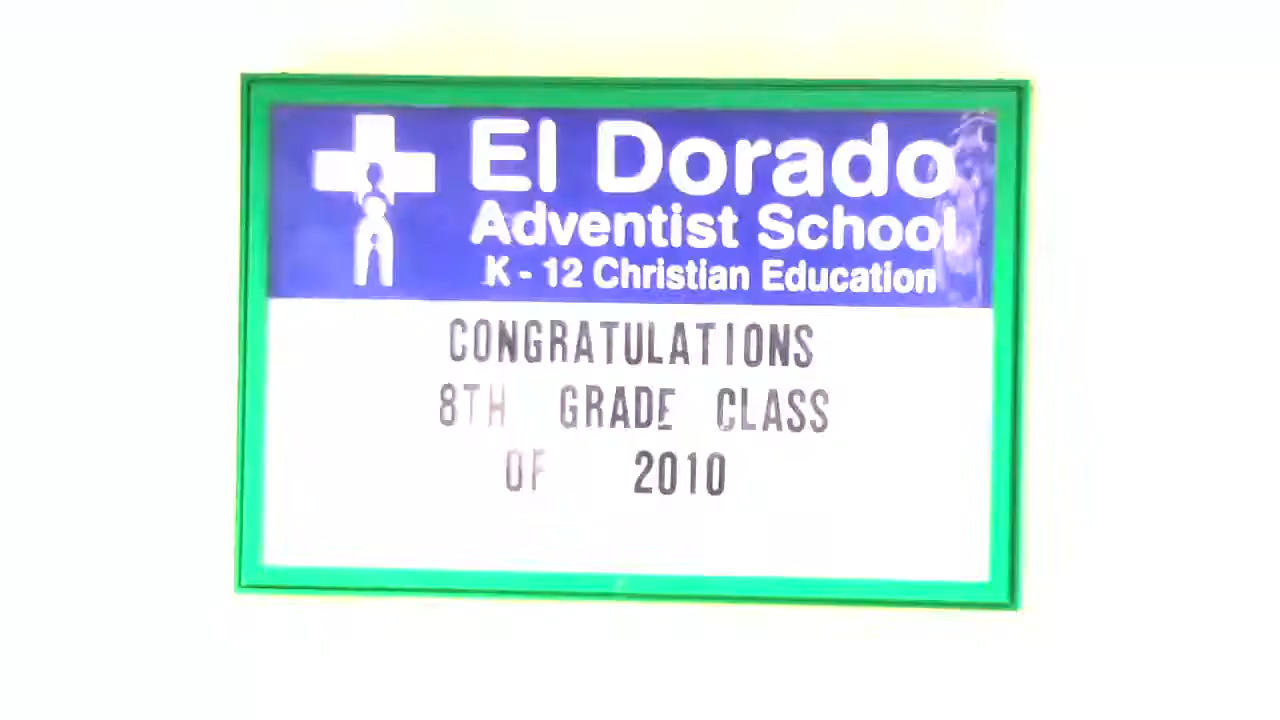 El Dorado
Adventist School
K - 12 Christian Education
CONGRATULATIONS
8TH GRADE CLASS
OF 2010